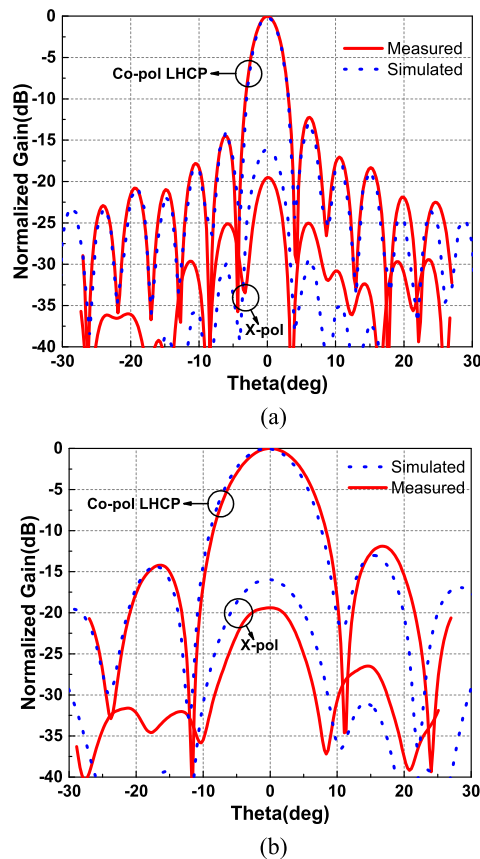 0
-5
-10
-15
-20
-25
-30
-35
-40
Normalized Gain(dB)
Co-pol LHCP
Measured
Simulated
X-pol
-30 -20 -10 0 10 20 30
Theta(deg)
(a)
0
-5
-10
-15
-20
-25
-30
-35
-40
Normalized Gain(dB)
Co-pol LHCP
Simulated
Measured
X-pol
-30 -20 -10 0 10 20 30
Theta(deg)
(b)